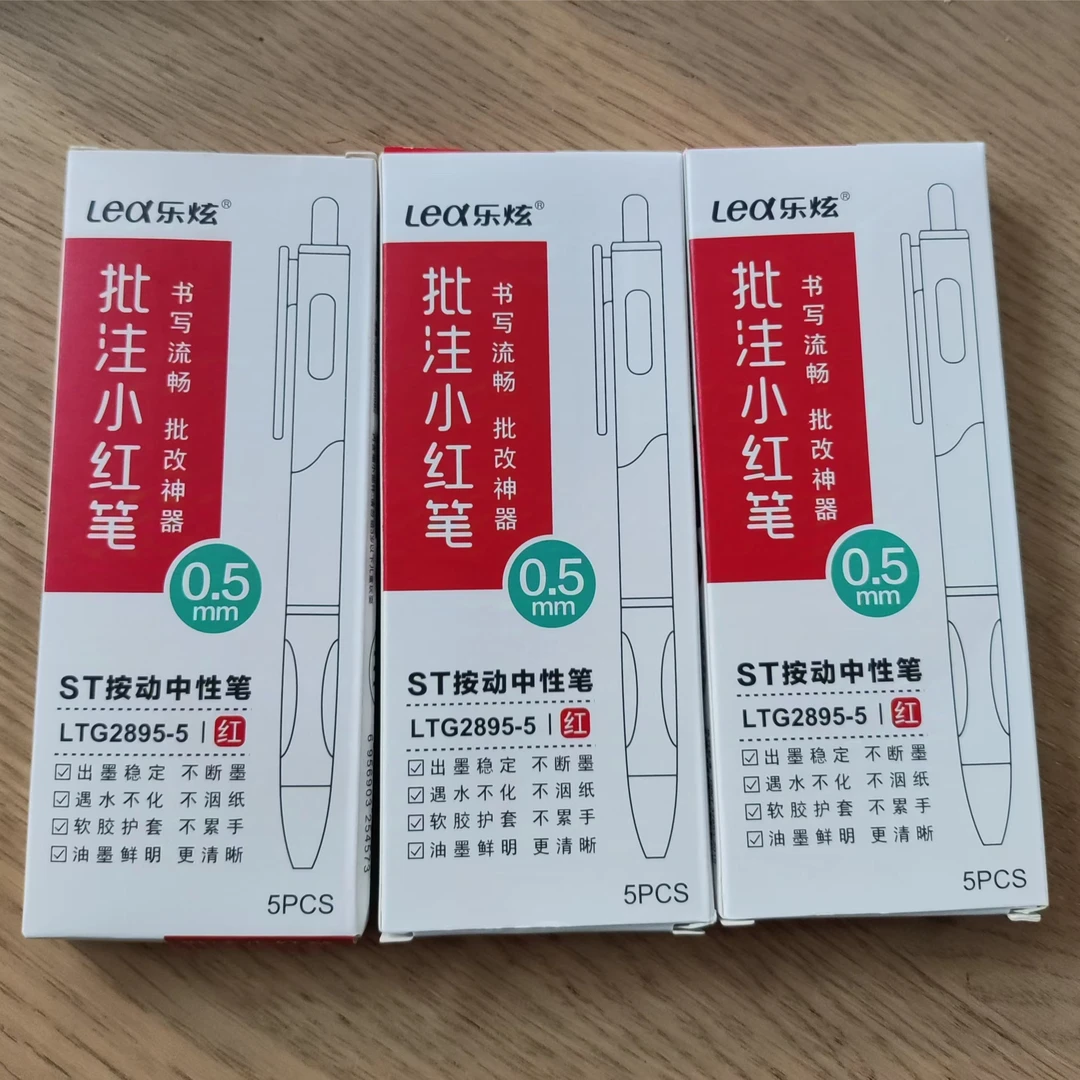 Leα乐炫®
批注小红笔
书写流畅 批改神器
0.5
mm
ST按动中性笔
LTG2895-5 | 红
☑出墨稳定 不断墨
☑遇水不化 不洇纸
☑软胶护套 不累手
☑油墨鲜明 更清晰
5PCS
6 956903 254573
Leα乐炫®
批注小红笔
书写流畅 批改神器
0.5
mm
ST按动中性笔
LTG2895-5 | 红
☑出墨稳定 不断墨
☑遇水不化 不洇纸
☑软胶护套 不累手
☑油墨鲜明 更清晰
5PCS
Leα乐炫®
批注小红笔
书写流畅 批改神器
0.5
mm
ST按动中性笔
LTG2895-5 | 红
☑出墨稳定 不断墨
☑遇水不化 不洇纸
☑软胶护套 不累手
☑油墨鲜明 更清晰
5PCS